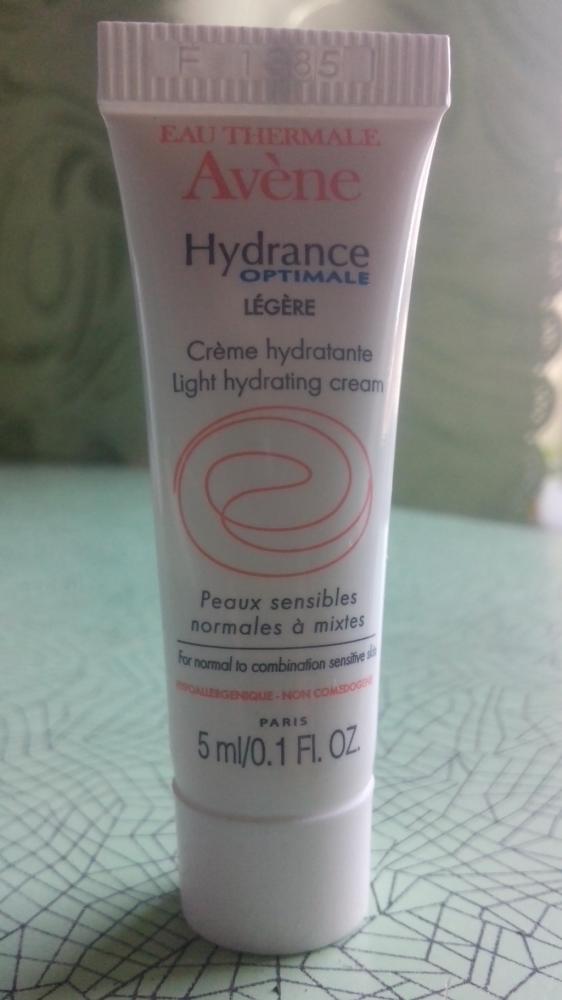 EAU THERMALE
Avène
Hydrance
OPTIMALE
LÉGÈRE
Crème hydratante
Light hydrating cream
Peaux sensibles
normales à mixtes
For normal to combination sensitive
HYPOALLERGENIQUE - NON COMEDOGENE
PARIS
5 ml/0.1 Fl. OZ.